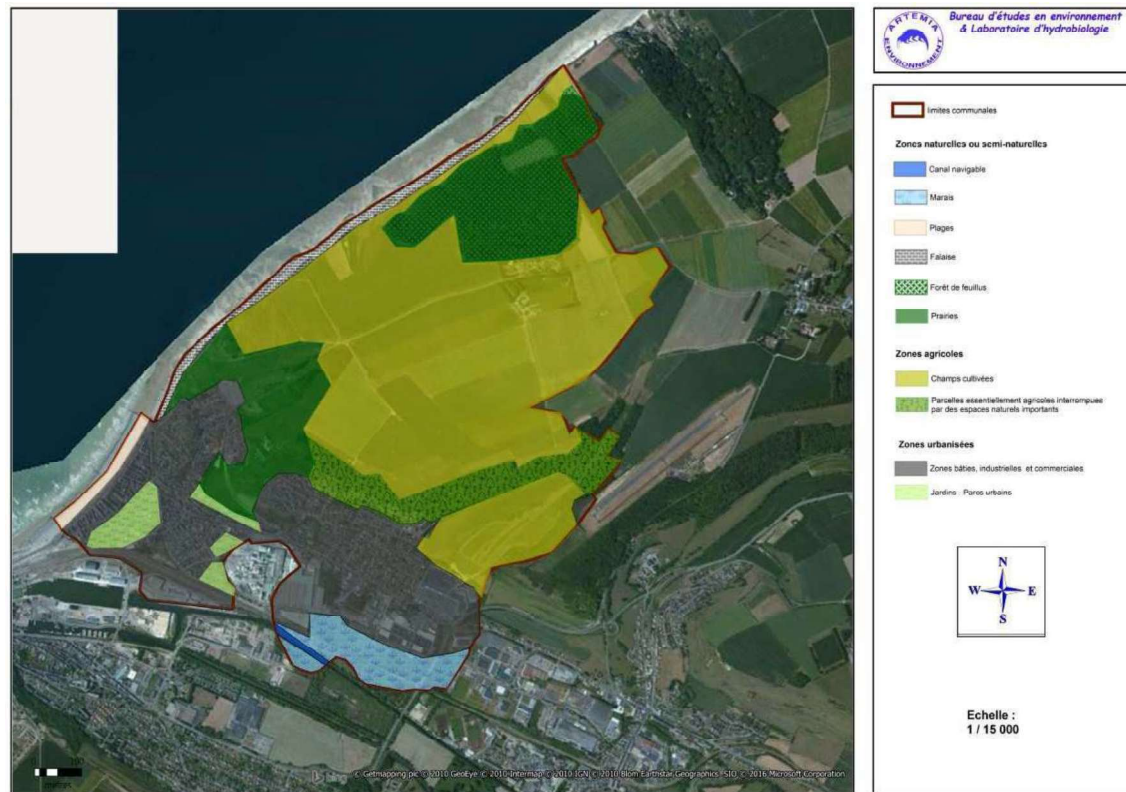 ARTEMIA
ENVIRONNEMENT
Bureau d'études en environnement
& Laboratoire d'hydrobiologie
limites communales
Zones naturelles ou semi-naturelles
Canal navigable
Marais
Plages
Falaise
Forêt de feuillus
Prairies
Zones agricoles
Champs cultivées
Parcelles essentiellement agricoles interrompues
par des espaces naturels importants
Zones urbanisées
Zones bâties, industrielles et commerciales
Jardins Parcs urbains
N
W E
S
Echelle :
1 / 15 000
© Getmapping plc © 2010 GeoEye © 2010 Intermap © 2010 IGN © 2010 Blom Earthstar Geographics SIO © 2016 Microsoft Corporation